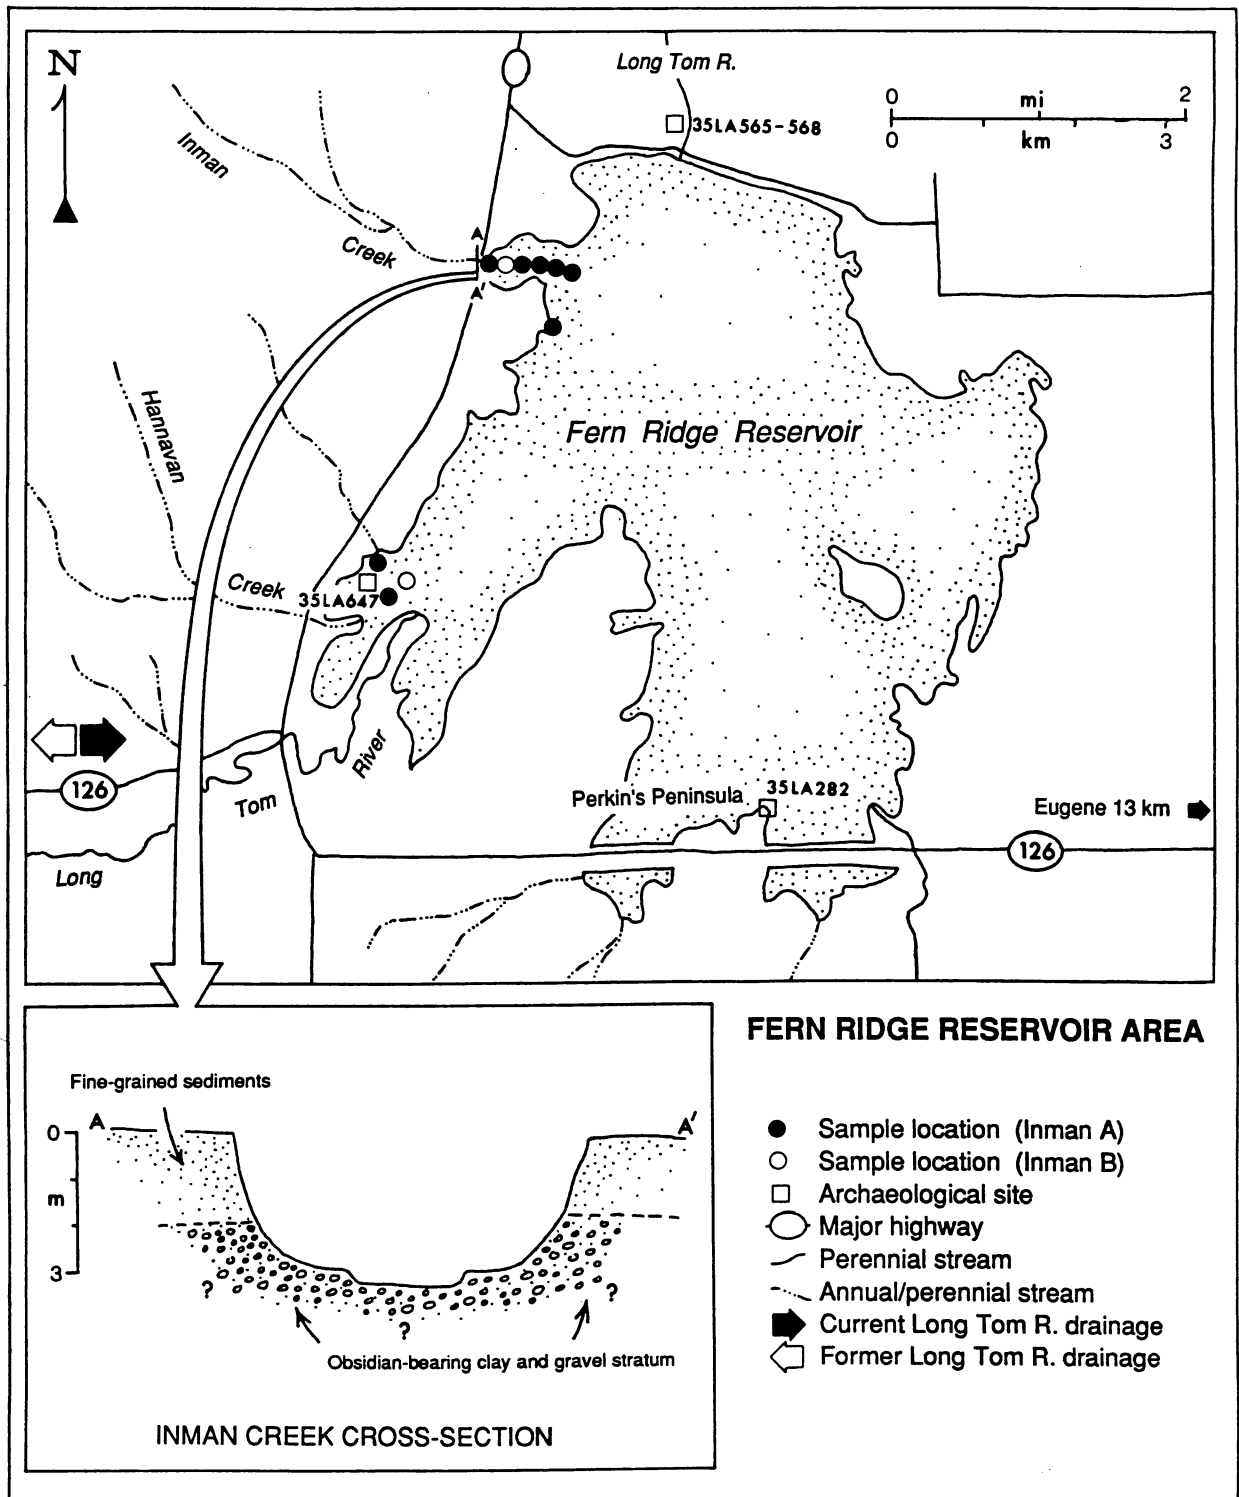 N
Long Tom R.
0 mi 2
0 km 3
35LA565-568
Inman
Creek
A
A'
Hannavan
Creek
Fern Ridge Reservoir
35LA647
River
126
Tom
Long
Perkin's Peninsula
35LA282
Eugene 13 km
126
Fine-grained sediments
A
A'
0
m
3
?
?
?
Obsidian-bearing clay and gravel stratum
INMAN CREEK CROSS-SECTION
FERN RIDGE RESERVOIR AREA
Sample location (Inman A)
Sample location (Inman B)
Archaeological site
Major highway
Perennial stream
Annual/perennial stream
Current Long Tom R. drainage
Former Long Tom R. drainage